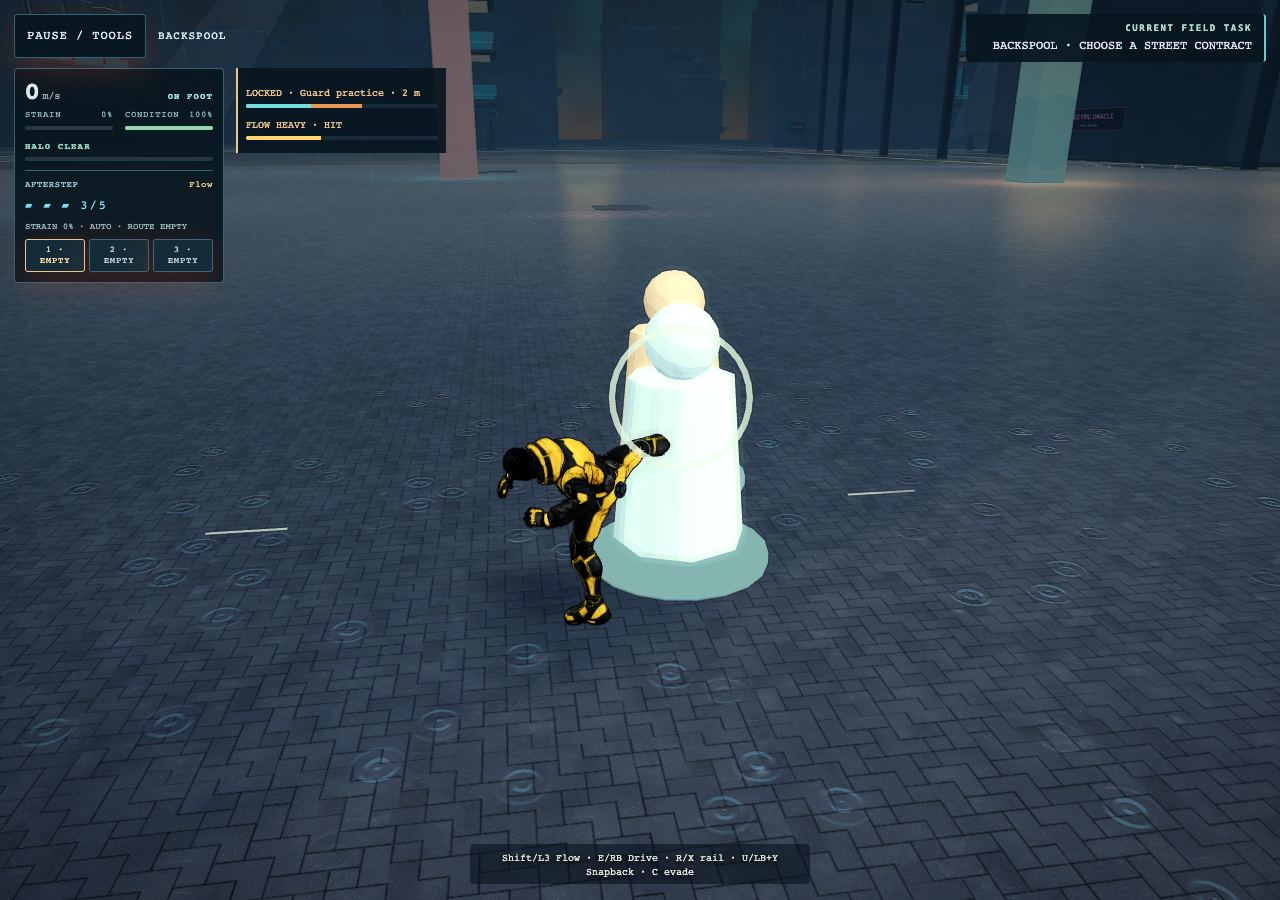 PAUSE / TOOLS
BACKSPOOL
CURRENT FIELD TASK
BACKSPOOL · CHOOSE A STREET CONTRACT
0 m/s
ON FOOT
STRAIN 0%
CONDITION 100%
HALO CLEAR
AFTERSTEP Flow
3/5
STRAIN 0% · AUTO · ROUTE EMPTY
1 ·
EMPTY
2 ·
EMPTY
3 ·
EMPTY
LOCKED · Guard practice · 2 m
FLOW HEAVY · HIT
Shift/L3 Flow · E/RB Drive · R/X rail · U/LB+Y
Snapback · C evade